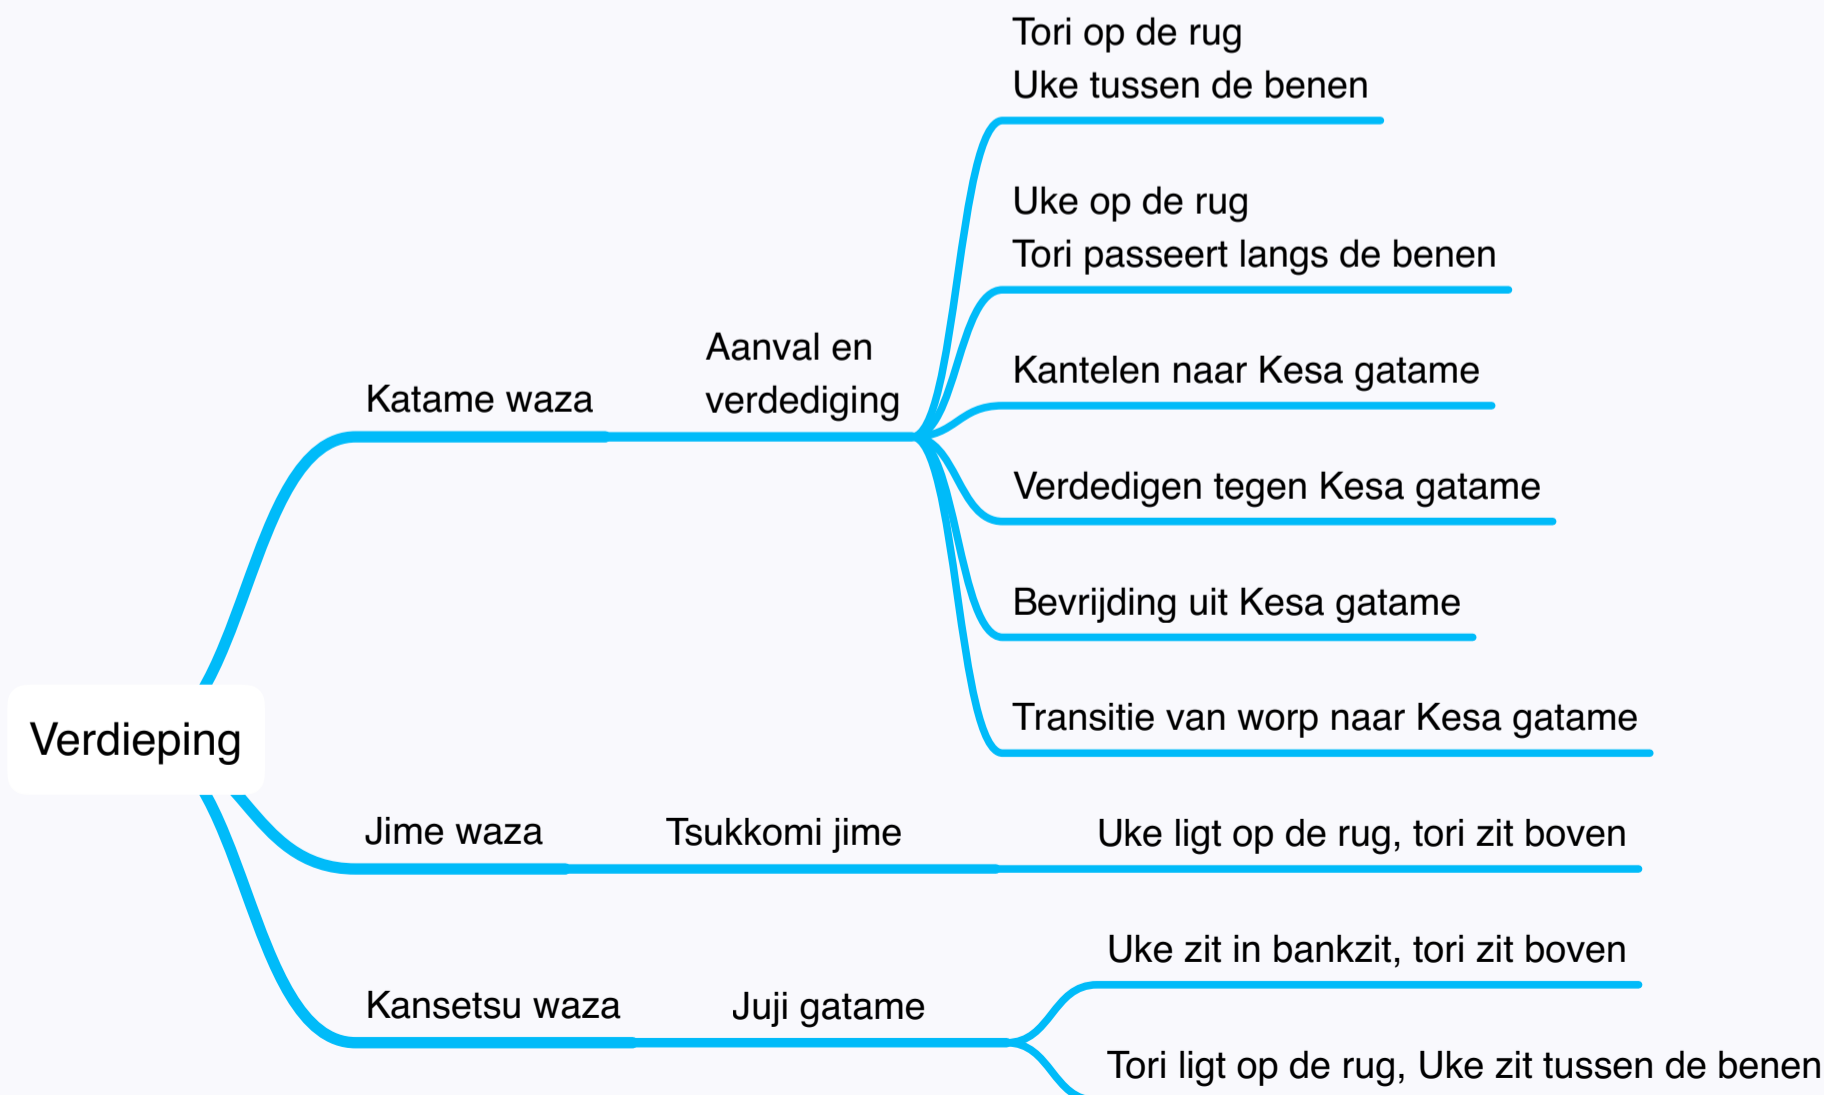 Tori op de rug
Uke tussen de benen
Uke op de rug
Tori passeert langs de benen
Aanval en
verdediging
Katame waza
Kantelen naar Kesa gatame
Verdedigen tegen Kesa gatame
Bevrijding uit Kesa gatame
Transitie van worp naar Kesa gatame
Verdieping
Jime waza
Tsukkomi jime
Uke ligt op de rug, tori zit boven
Kansetsu waza
Juji gatame
Uke zit in bankzit, tori zit boven
Tori ligt op de rug, Uke zit tussen de benen